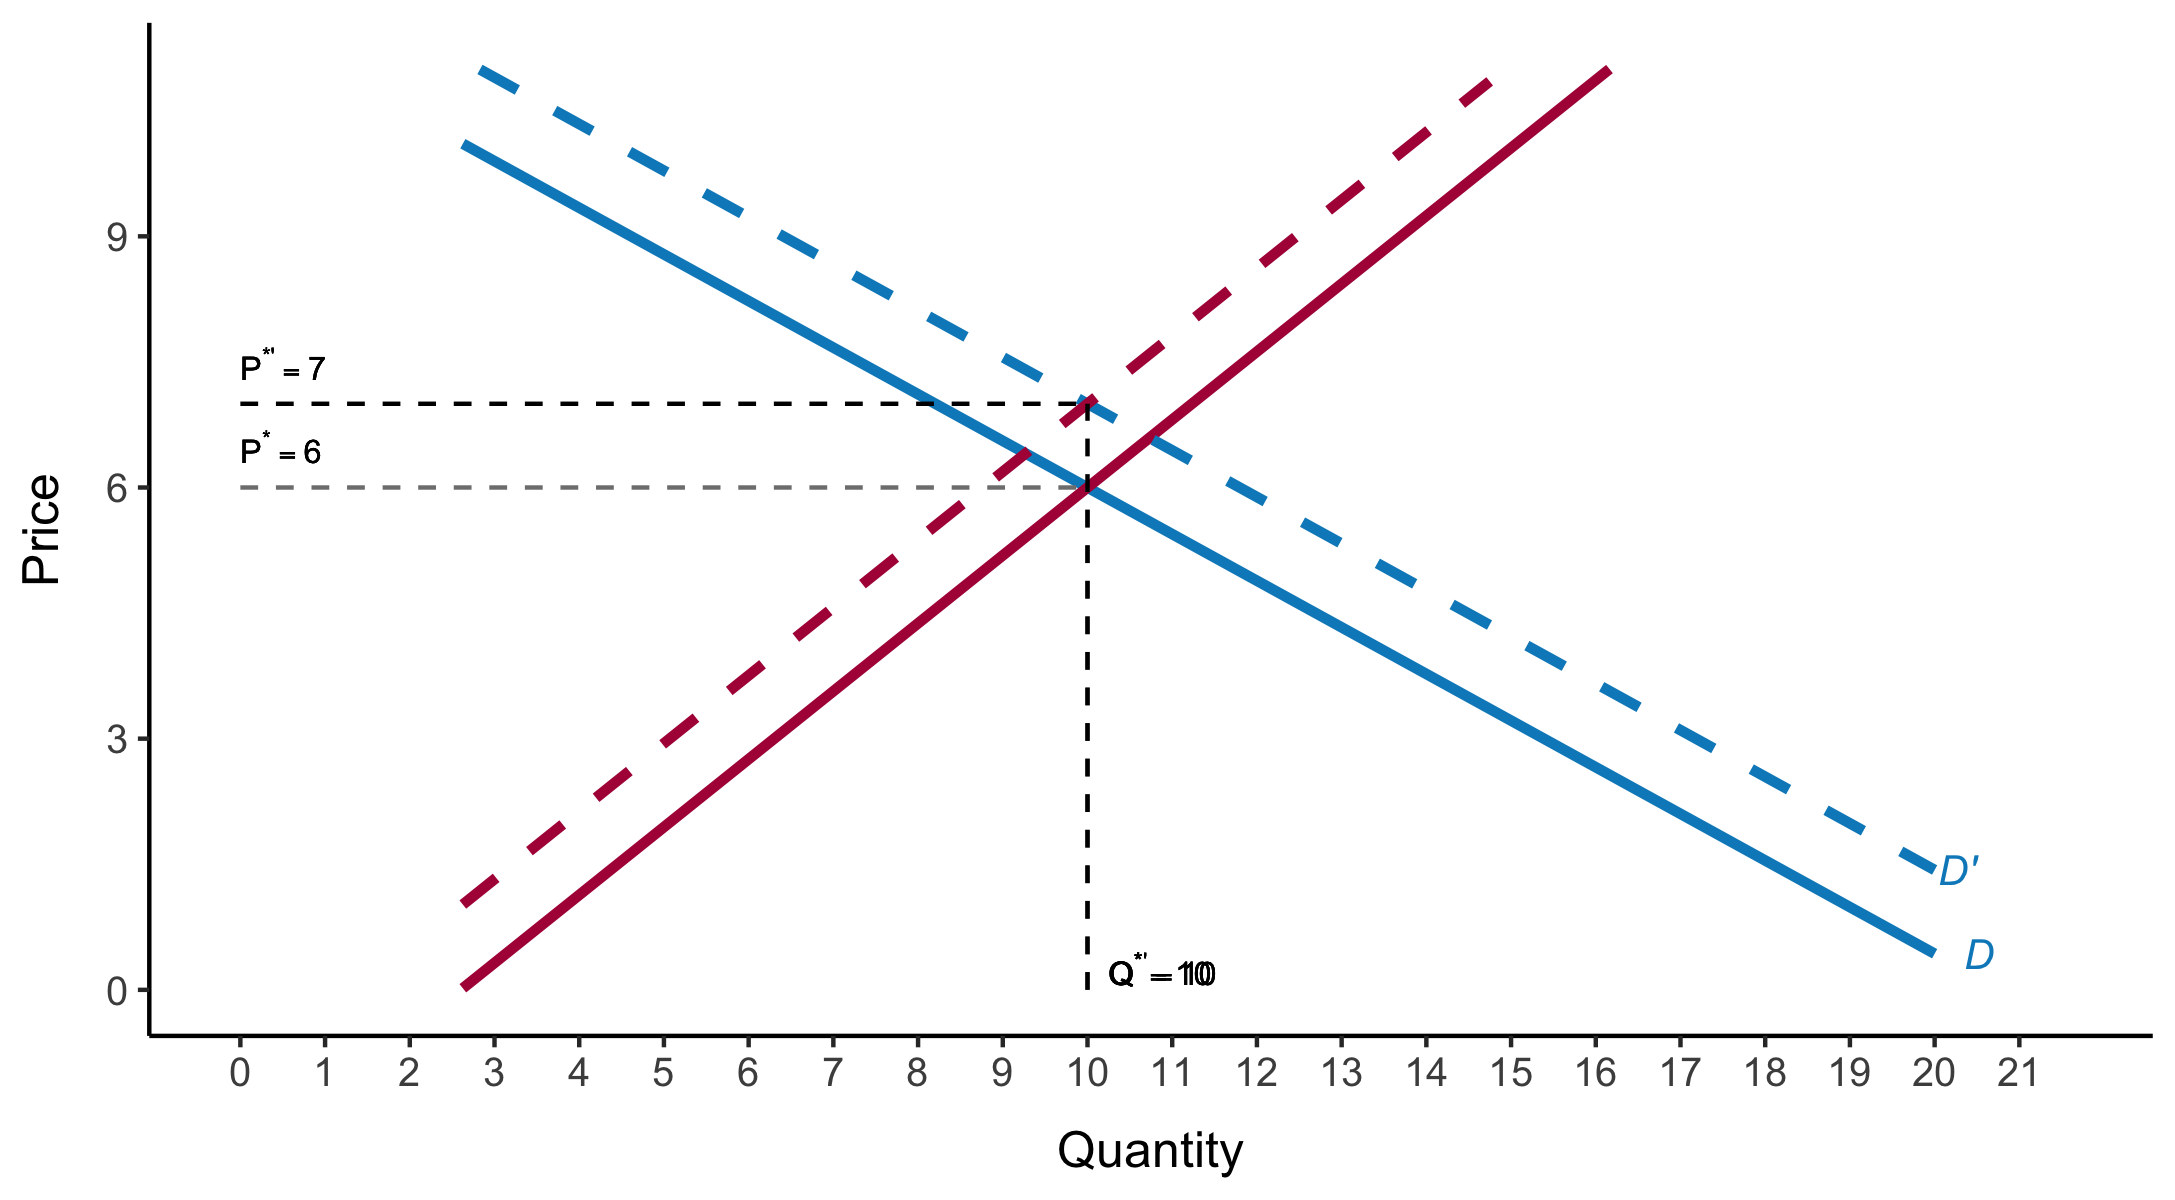 9
6
3
0
Price
P*' = 7
P* = 6
Q*' = 10
D'
D
0 1 2 3 4 5 6 7 8 9 10 11 12 13 14 15 16 17 18 19 20 21
Quantity